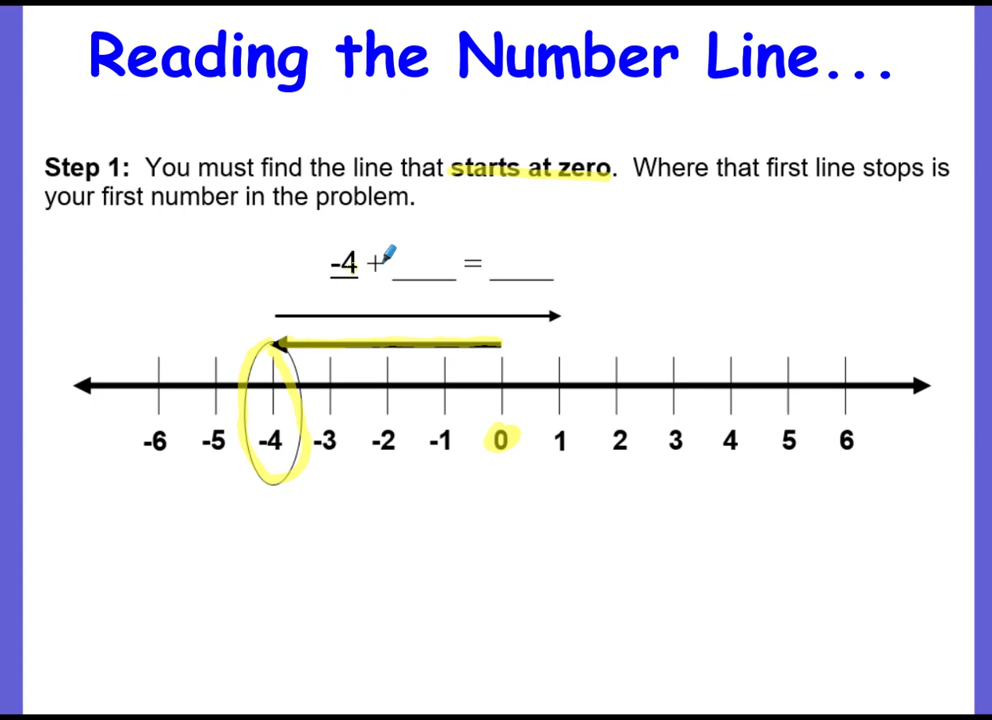 Reading the Number Line...
Step 1: You must find the line that starts at zero. Where that first line stops is
your first number in the problem.
-4 + ____ = ____
-6 -5 -4 -3 -2 -1 0 1 2 3 4 5 6